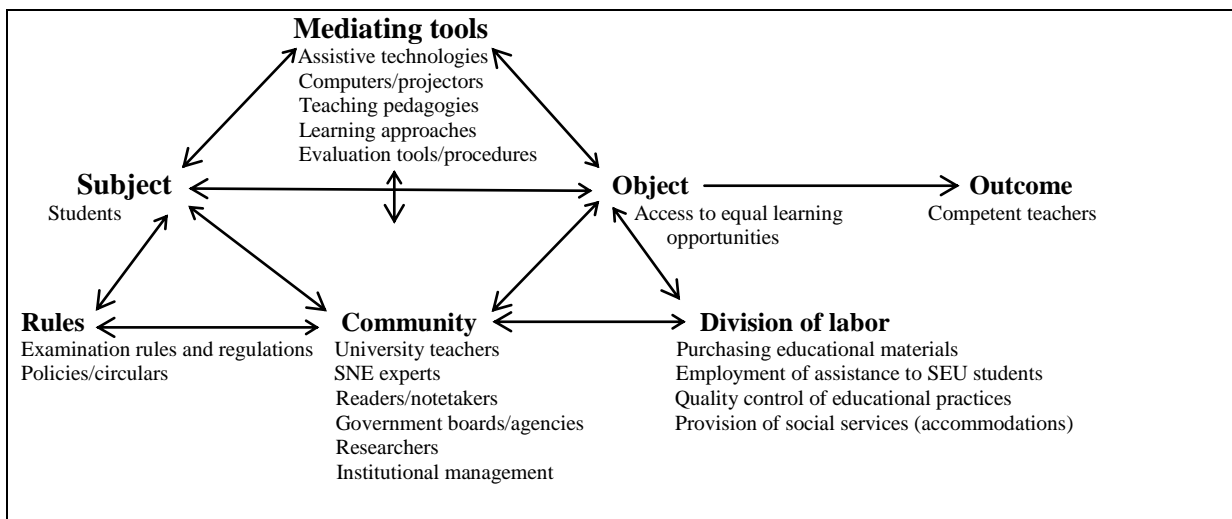 Mediating tools
Assistive technologies
Computers/projectors
Teaching pedagogies
Learning approaches
Evaluation tools/procedures
Subject
Students
Object
Access to equal learning
opportunities
Outcome
Competent teachers
Rules
Examination rules and regulations
Policies/circulars
Community
University teachers
SNE experts
Readers/notetakers
Government boards/agencies
Researchers
Institutional management
Division of labor
Purchasing educational materials
Employment of assistance to SEU students
Quality control of educational practices
Provision of social services (accommodations)